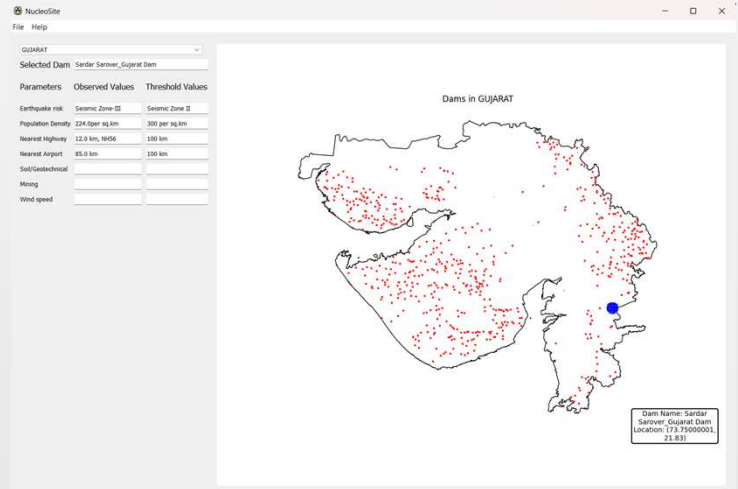 NucleoSite
File Help
GUJARAT
Selected Dam Sardar Sarover_Gujarat Dam
Parameters Observed Values Threshold Values
Earthquake risk Seismic Zone-III Seismic Zone II
Population Density 224.0per sq.km 300 per sq.km
Nearest Highway 12.0 km, NH56 100 km
Nearest Airport 85.0 km 100 km
Soil/Geotechnical
Mining
Wind speed
Dams in GUJARAT
Dam Name: Sardar
Sarover_Gujarat Dam
Location: (73.75000001,
21.83)